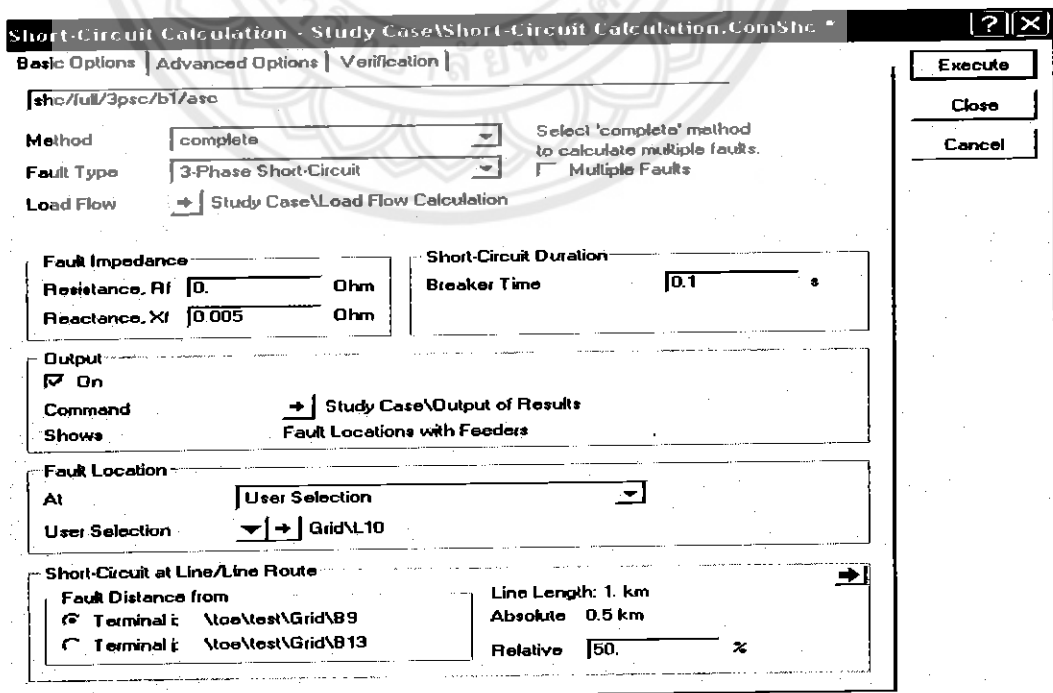 Short-Circuit Calculation - Study Case\Short-Circuit Calculation.ComShc *
Basic Options | Advanced Options | Verification |
Execute
Close
Cancel
shc/full/3psc/b1/asc
Method complete
Select 'complete' method
to calculate multiple faults.
Fault Type 3-Phase Short-Circuit
Multiple Faults
Load Flow Study Case\Load Flow Calculation
Fault Impedance
Resistance, Rf 0. Ohm
Reactance, Xf 0.005 Ohm
Short-Circuit Duration
Breaker Time 0.1 s
Output
On
Command Study Case\Output of Results
Shows Fault Locations with Feeders
Fault Location
At User Selection
User Selection Grid\L10
Short-Circuit at Line/Line Route
Fault Distance from
Terminal i: \toe\test\Grid\B9
Terminal j: \toe\test\Grid\B13
Line Length: 1. km
Absolute 0.5 km
Relative 50. %